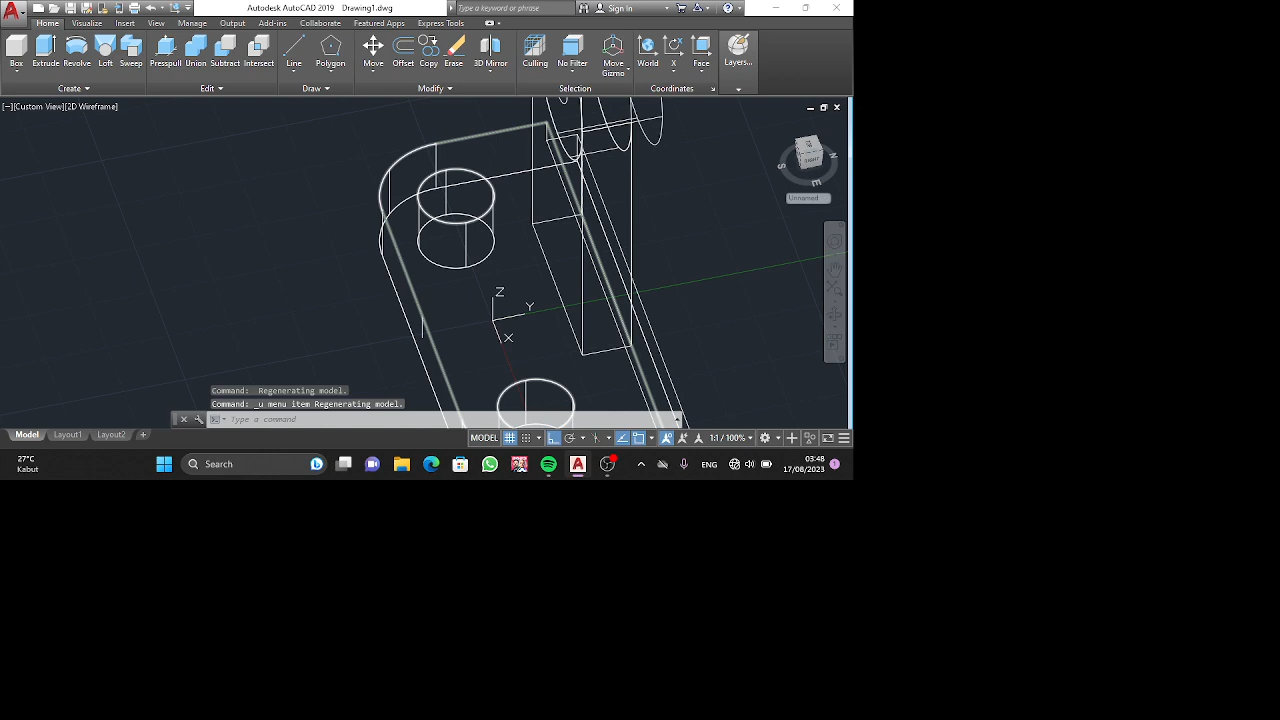 Autodesk AutoCAD 2019 Drawing1.dwg
Type a keyword or phrase
Sign In
Home Visualize Insert View Manage Output Collaborate Featured Apps Express Tools
Box Extrude Revolve Loft Sweep Presspull Union Subtract Intersect Line Polygon Move Offset Copy Erase 3D Mirror Culling No Filter Move Gizmo World X Face Layers...
Create Edit Draw Modify Selection Coordinates
[−][Custom View][2D Wireframe]
RIGHT
S
E
N
Unnamed
Z
Y
X
Command: Regenerating model.
Command: _u menu item Regenerating model.
Type a command
Model Layout1 Layout2
MODEL 1:1 / 100%
27°C
Kabut
Search
ENG
03:48
17/08/2023
1